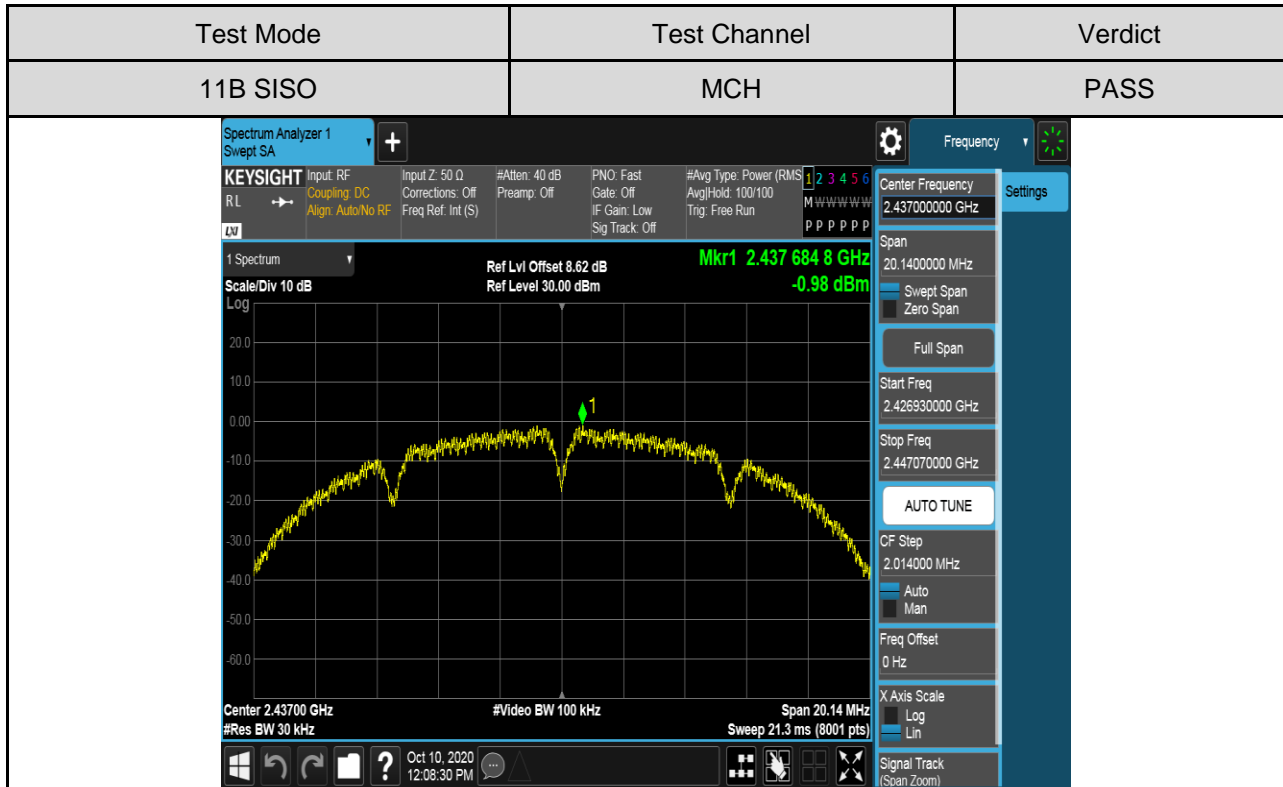 Test Mode Test Channel Verdict
11B SISO MCH PASS
Spectrum Analyzer 1
Swept SA
+
Frequency
KEYSIGHT
RL
LXI
Input: RF
Coupling: DC
Align: Auto/No RF
Input Z: 50 Ω
Corrections: Off
Freq Ref: Int (S)
#Atten: 40 dB
Preamp: Off
PNO: Fast
Gate: Off
IF Gain: Low
Sig Track: Off
#Avg Type: Power (RMS
Avg|Hold: 100/100
Trig: Free Run
1 2 3 4 5 6
M W W W W W
P P P P P P
1 Spectrum
Scale/Div 10 dB
Log
Ref Lvl Offset 8.62 dB
Ref Level 30.00 dBm
Mkr1 2.437 684 8 GHz
-0.98 dBm
20.0
10.0
0.00
-10.0
-20.0
-30.0
-40.0
-50.0
-60.0
1
Center 2.43700 GHz
#Res BW 30 kHz
#Video BW 100 kHz
Span 20.14 MHz
Sweep 21.3 ms (8001 pts)
Center Frequency
2.437000000 GHz
Settings
Span
20.1400000 MHz
Swept Span
Zero Span
Full Span
Start Freq
2.426930000 GHz
Stop Freq
2.447070000 GHz
AUTO TUNE
CF Step
2.014000 MHz
Auto
Man
Freq Offset
0 Hz
X Axis Scale
Log
Lin
Signal Track
(Span Zoom)
?
Oct 10, 2020
12:08:30 PM